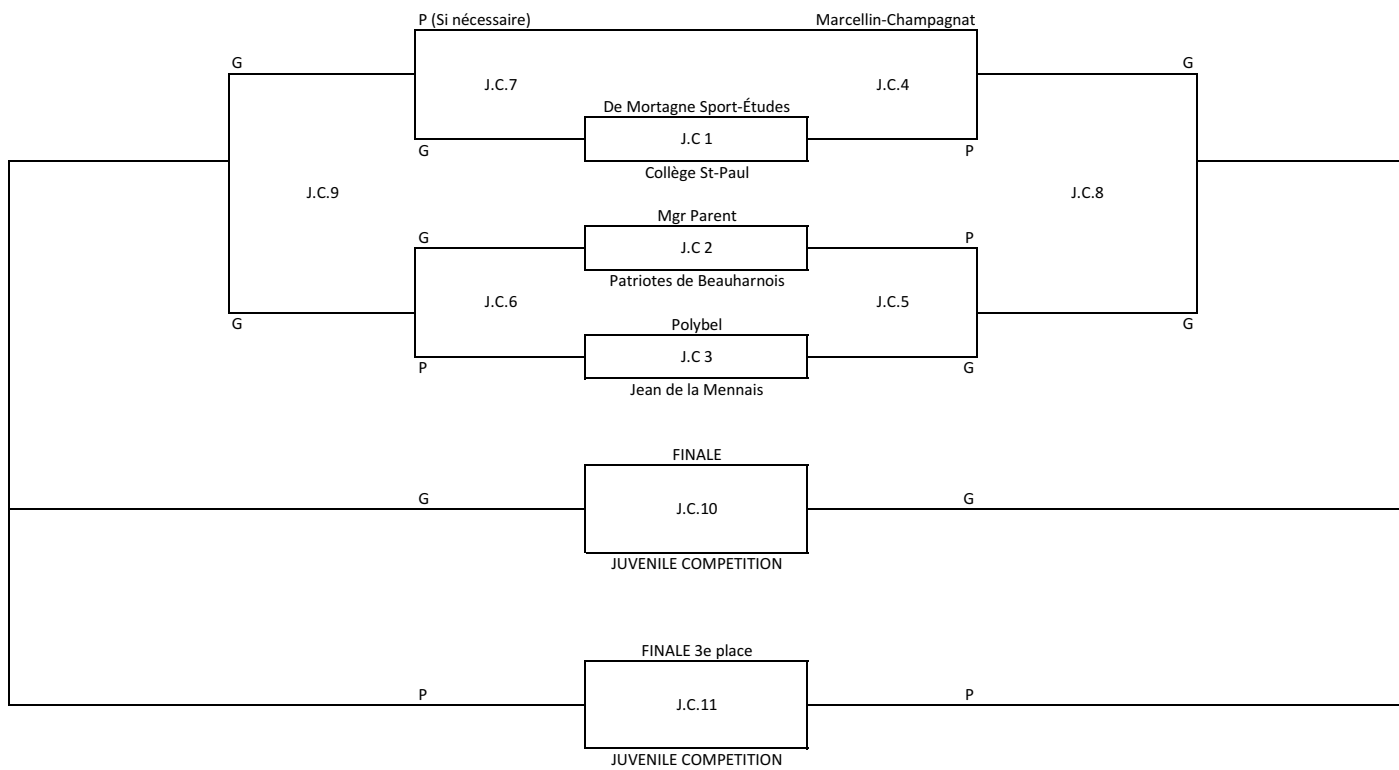 P (Si nécessaire)
Marcellin-Champagnat
G
G
J.C.7
J.C.4
De Mortagne Sport-Études
J.C 1
G
P
Collège St-Paul
J.C.9
J.C.8
Mgr Parent
G
J.C 2
P
Patriotes de Beauharnois
J.C.6
J.C.5
G
Polybel
G
J.C 3
P
G
Jean de la Mennais
FINALE
G
G
J.C.10
JUVENILE COMPETITION
FINALE 3e place
P
P
J.C.11
JUVENILE COMPETITION